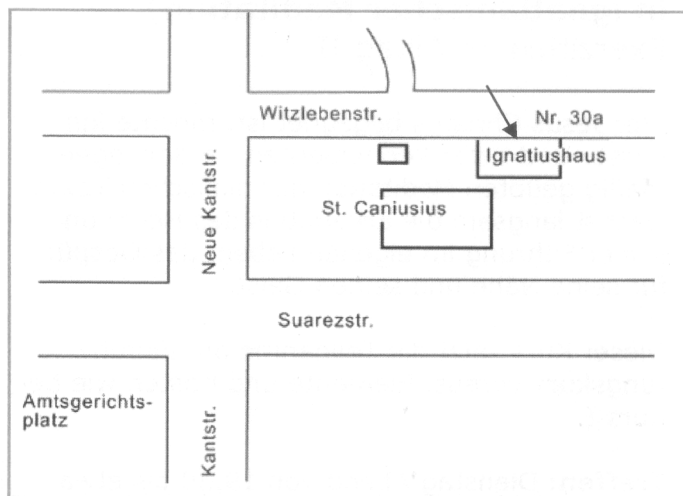 Witzlebenstr.
Nr. 30a
Ignatiushaus
St. Caniusius
Neue Kantstr.
Suarezstr.
Amtsgerichts-
platz
Kantstr.